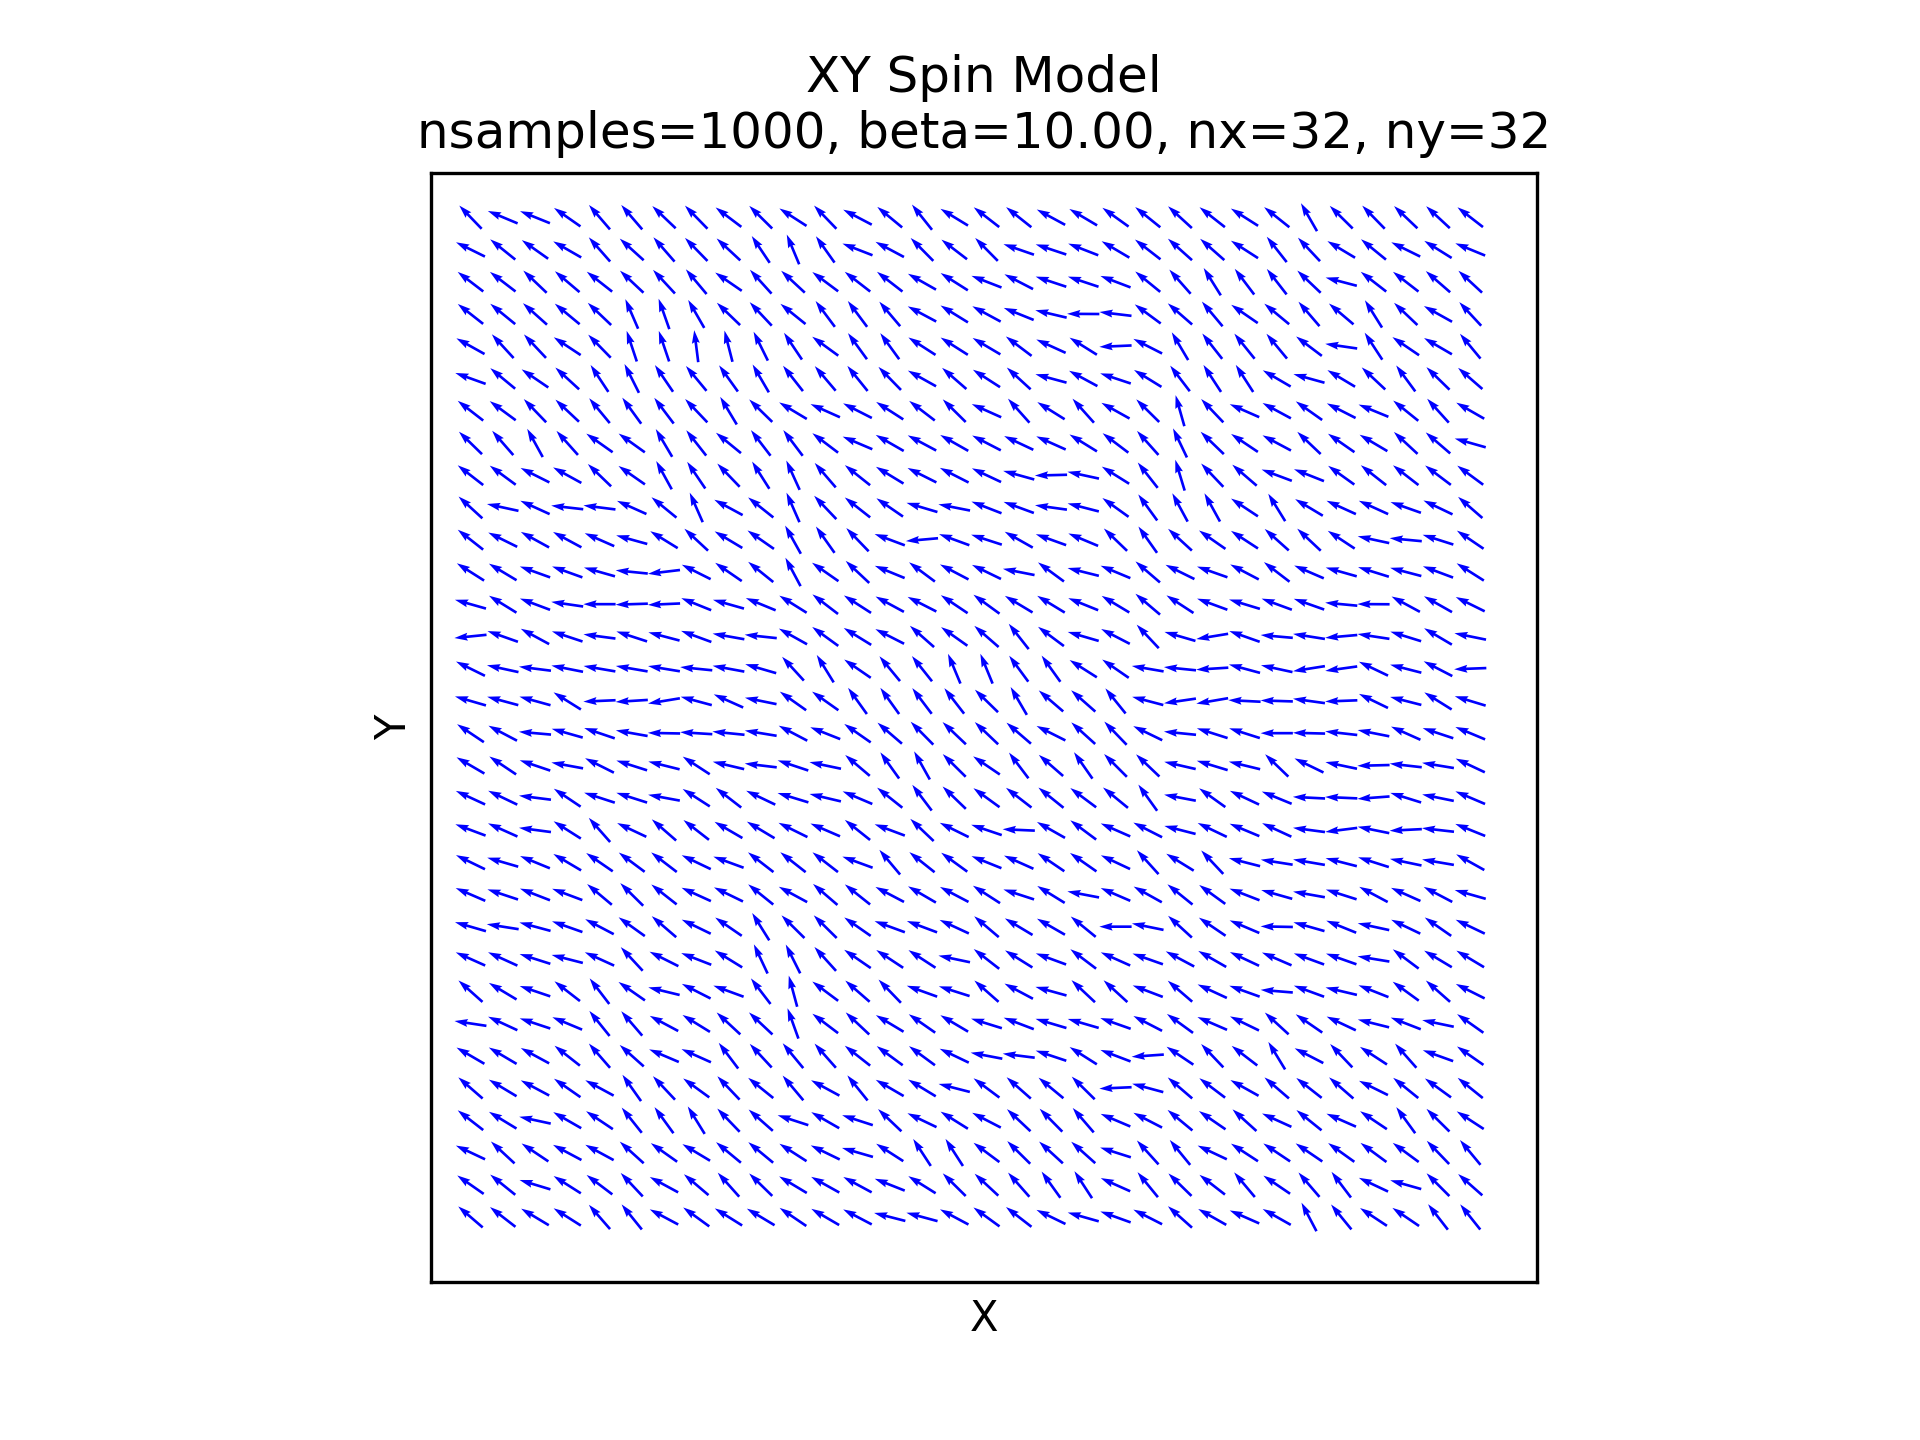 XY Spin Model
nsamples=1000, beta=10.00, nx=32, ny=32
Y
X